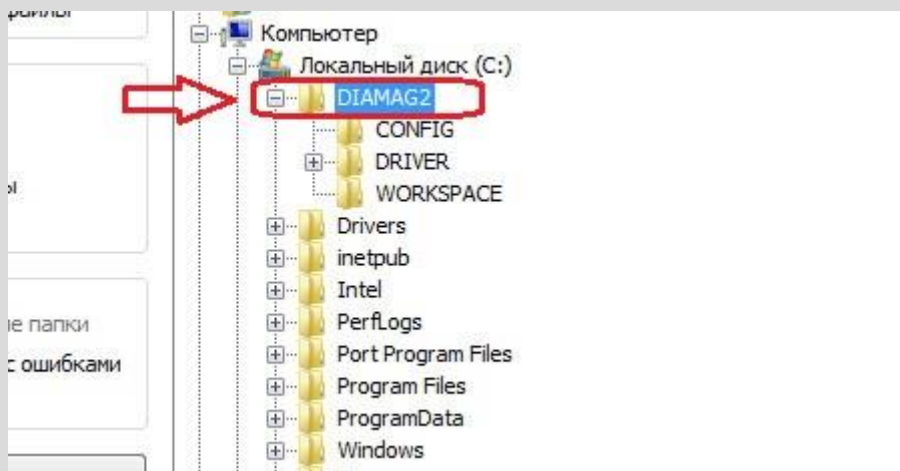 Компьютер
Локальный диск (C:)
DIAMAG2
CONFIG
DRIVER
WORKSPACE
Drivers
inetpub
Intel
PerfLogs
Port Program Files
Program Files
ProgramData
Windows
папки
с ошибками